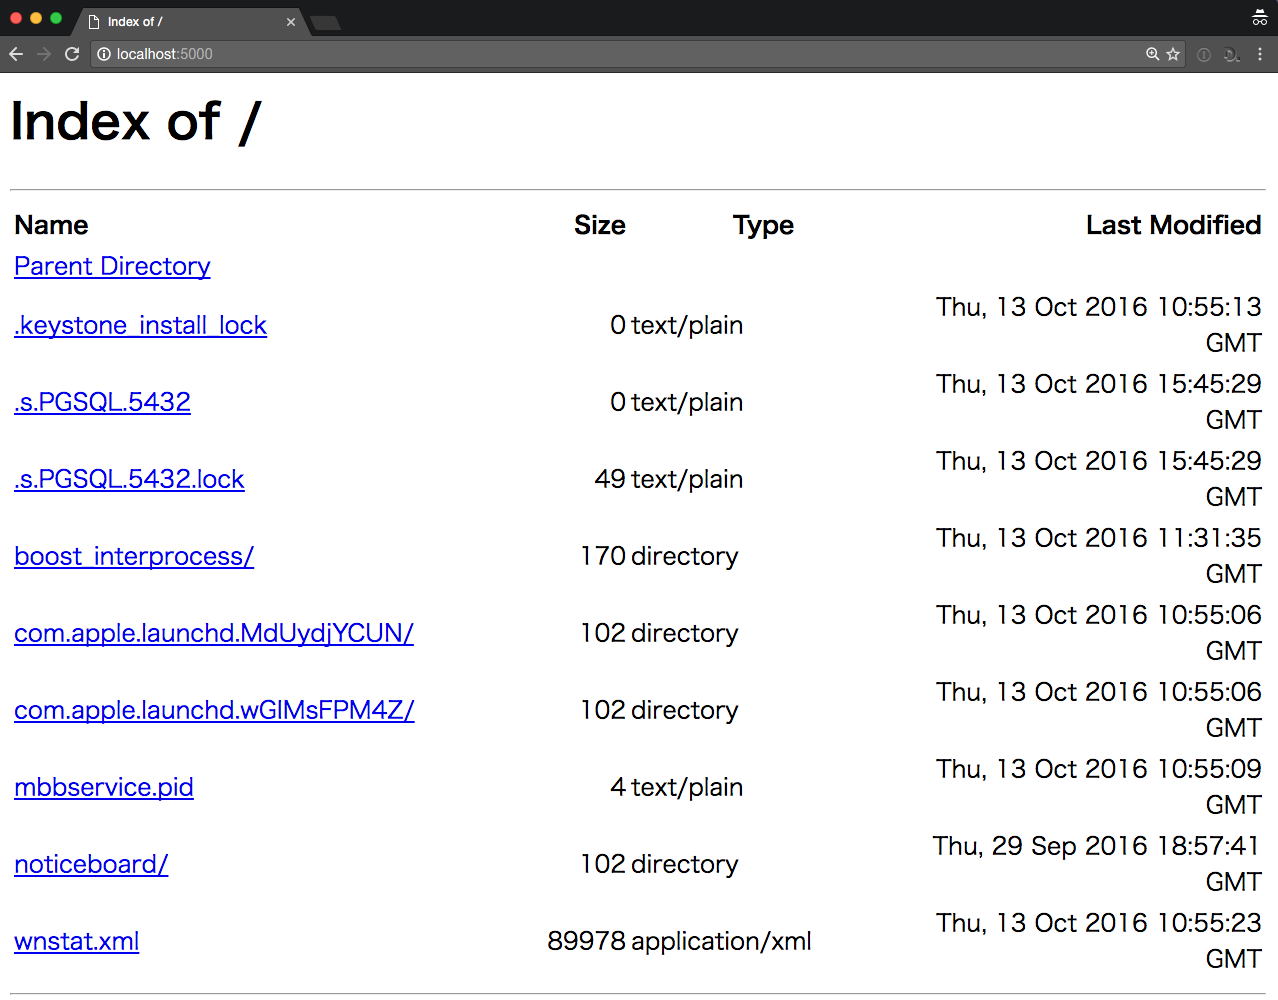 Index of /
localhost:5000
Index of /
Name Size Type Last Modified
Parent Directory
.keystone_install_lock 0 text/plain Thu, 13 Oct 2016 10:55:13 GMT
.s.PGSQL.5432 0 text/plain Thu, 13 Oct 2016 15:45:29 GMT
.s.PGSQL.5432.lock 49 text/plain Thu, 13 Oct 2016 15:45:29 GMT
boost_interprocess/ 170 directory Thu, 13 Oct 2016 11:31:35 GMT
com.apple.launchd.MdUydjYCUN/ 102 directory Thu, 13 Oct 2016 10:55:06 GMT
com.apple.launchd.wGlMsFPM4Z/ 102 directory Thu, 13 Oct 2016 10:55:06 GMT
mbbservice.pid 4 text/plain Thu, 13 Oct 2016 10:55:09 GMT
noticeboard/ 102 directory Thu, 29 Sep 2016 18:57:41 GMT
wnstat.xml 89978 application/xml Thu, 13 Oct 2016 10:55:23 GMT